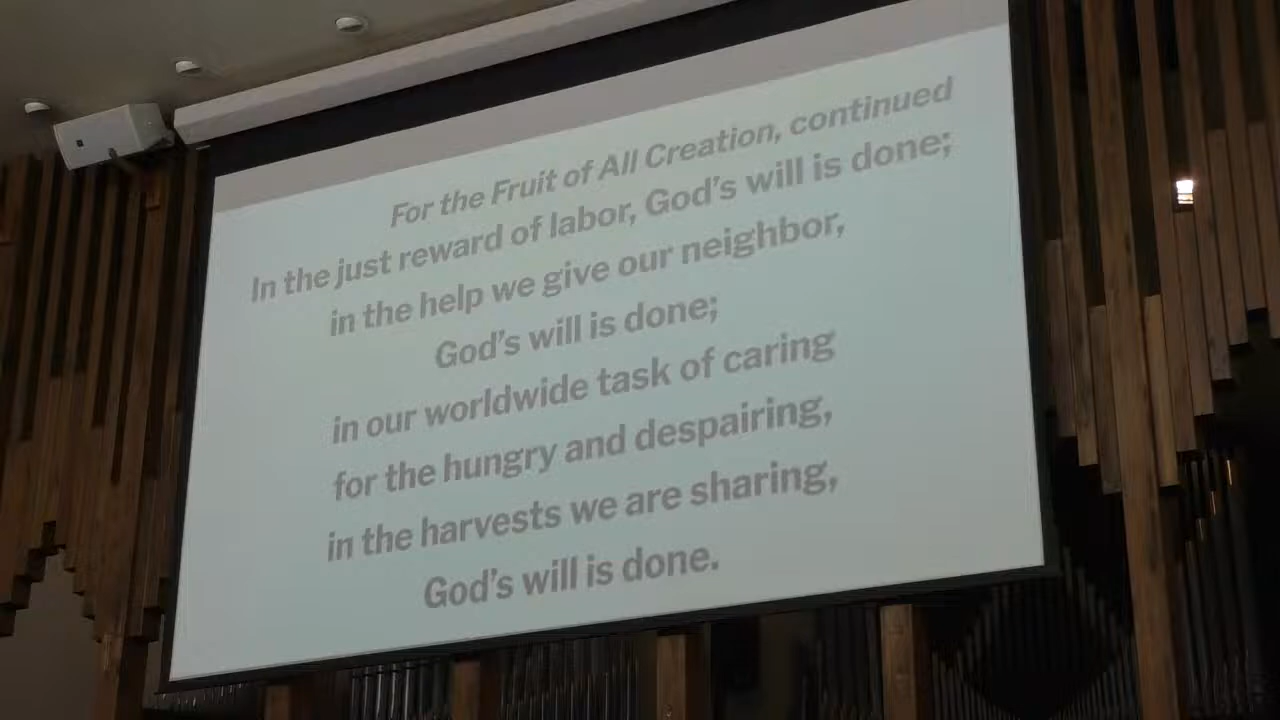 For the Fruit of All Creation, continued
In the just reward of labor, God's will is done;
in the help we give our neighbor,
God's will is done;
in our worldwide task of caring
for the hungry and despairing,
in the harvests we are sharing,
God's will is done.